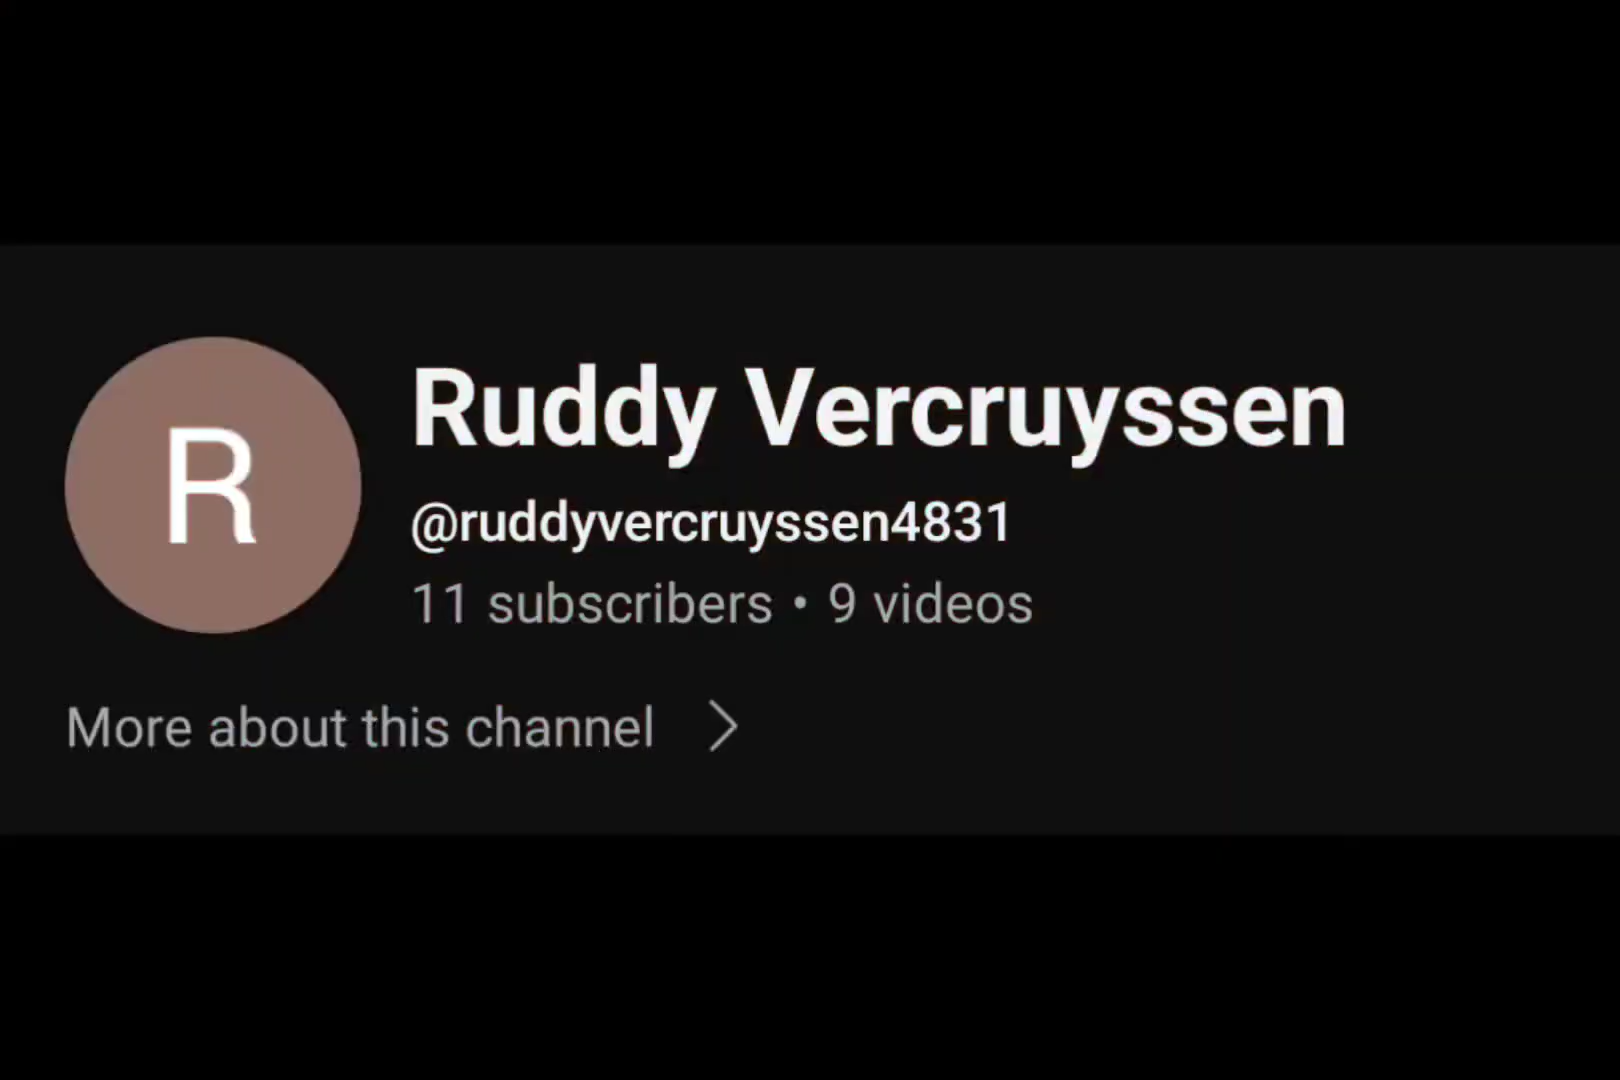 R
Ruddy Vercruyssen
@ruddyvercruyssen4831
11 subscribers • 9 videos
More about this channel